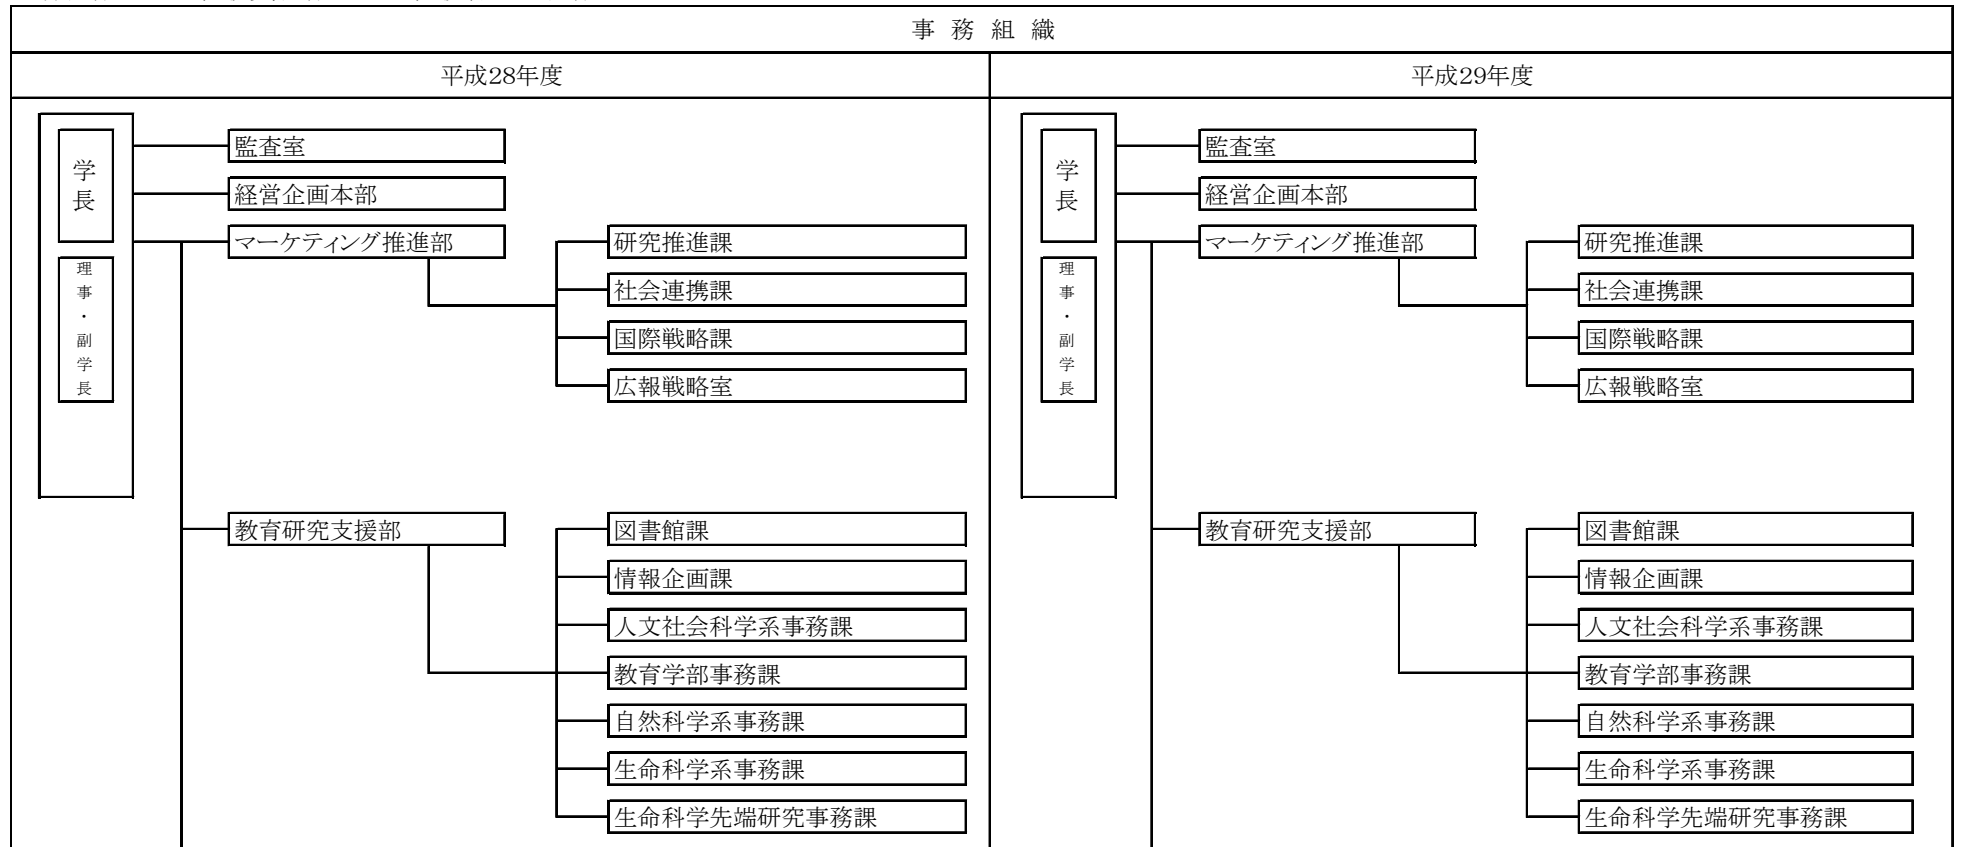 事 務 組 織
平成28年度
平成29年度
学長
理事・副学長
監査室
経営企画本部
マーケティング推進部
研究推進課
社会連携課
国際戦略課
広報戦略室
教育研究支援部
図書館課
情報企画課
人文社会科学系事務課
教育学部事務課
自然科学系事務課
生命科学系事務課
生命科学先端研究事務課
学長
理事・副学長
監査室
経営企画本部
マーケティング推進部
研究推進課
社会連携課
国際戦略課
広報戦略室
教育研究支援部
図書館課
情報企画課
人文社会科学系事務課
教育学部事務課
自然科学系事務課
生命科学系事務課
生命科学先端研究事務課